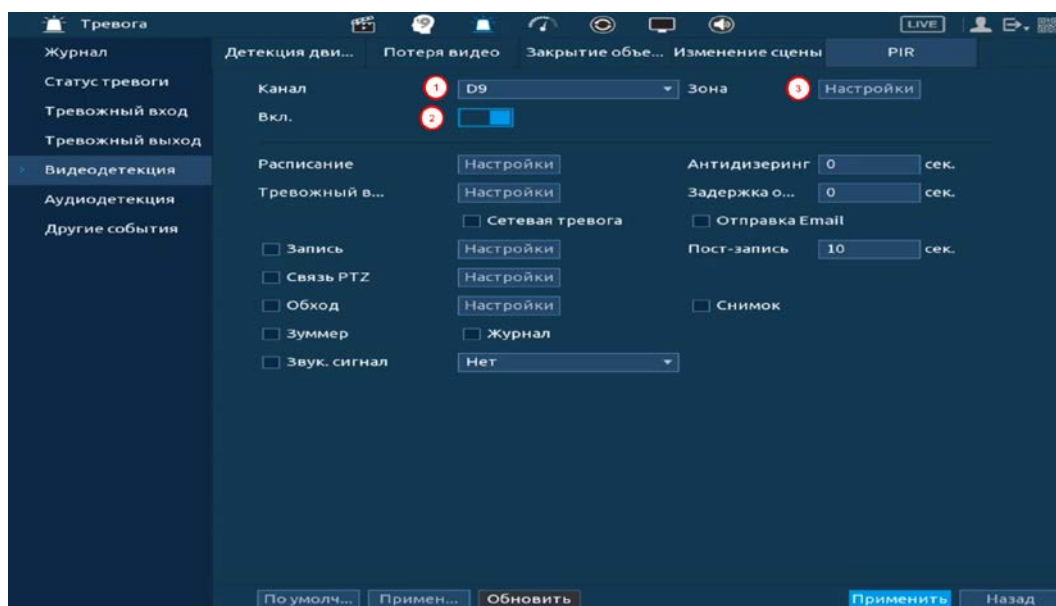 Тревога
LIVE
Журнал
Статус тревоги
Тревожный вход
Тревожный выход
Видеодетекция
Аудиодетекция
Другие события
Детекция дви... Потеря видео Закрытие объе... Изменение сцены PIR
Канал 1 D9 Зона 3 Настройки
Вкл. 2
Расписание Настройки Антидизеринг 0 сек.
Тревожный в... Настройки Задержка о... 0 сек.
Сетевая тревога Отправка Email
Запись Настройки Пост-запись 10 сек.
Связь PTZ Настройки
Обход Настройки Снимок
Зуммер Журнал
Звук. сигнал Нет
По умолч... Примен... Обновить Применить Назад